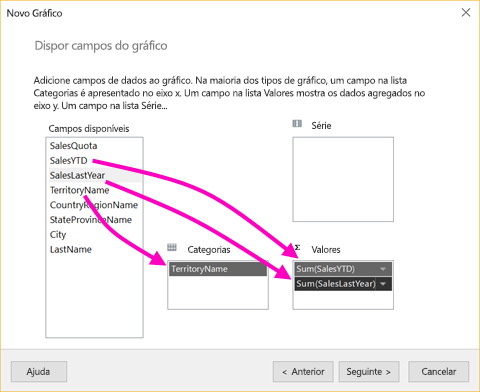 Novo Gráfico
Dispor campos do gráfico
Adicione campos de dados ao gráfico. Na maioria dos tipos de gráfico, um campo na lista
Categorias é apresentado no eixo x. Um campo na lista Valores mostra os dados agregados no
eixo y. Um campo na lista Série...
Campos disponíveis
SalesQuota
SalesYTD
SalesLastYear
TerritoryName
CountryRegionName
StateProvinceName
City
LastName
Série
Categorias
TerritoryName
Σ Valores
Sum(SalesYTD)
Sum(SalesLastYear)
Ajuda
< Anterior
Seguinte >
Cancelar